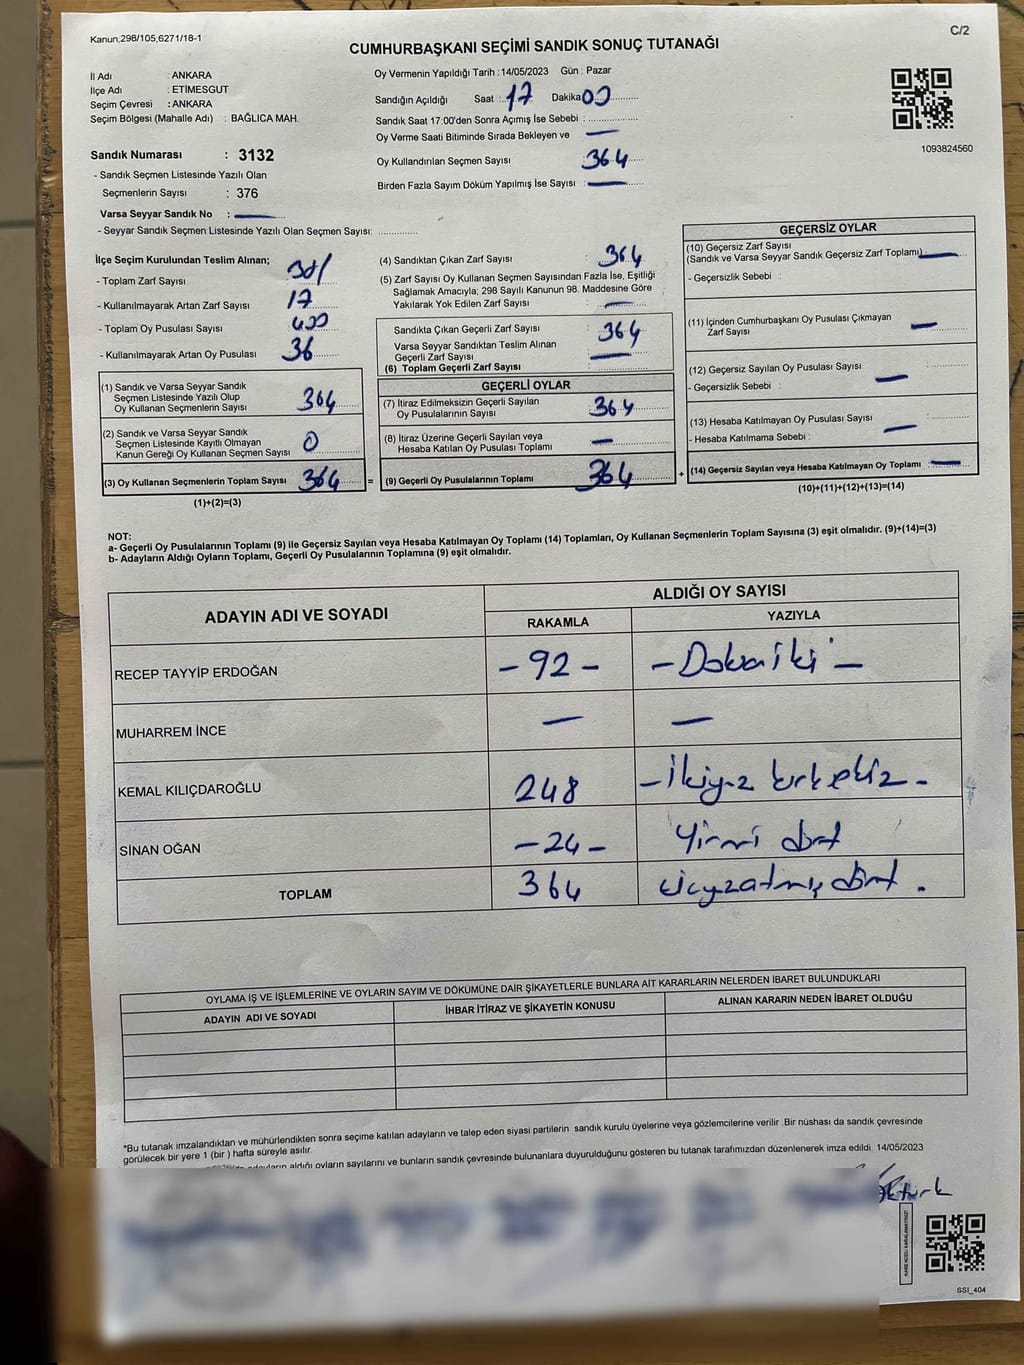 Kanun,298/105,6271/18-1
C/2
CUMHURBAŞKANI SEÇİMİ SANDIK SONUÇ TUTANAĞI
İl Adı : ANKARA
İlçe Adı : ETİMESGUT
Seçim Çevresi : ANKARA
Seçim Bölgesi (Mahalle Adı) : BAĞLICA MAH.
Sandık Numarası : 3132
- Sandık Seçmen Listesinde Yazılı Olan
Seçmenlerin Sayısı : 376
Varsa Seyyar Sandık No : —
- Seyyar Sandık Seçmen Listesinde Yazılı Olan Seçmen Sayısı: ..............
Oy Vermenin Yapıldığı Tarih : 14/05/2023 Gün : Pazar
Sandığın Açıldığı Saat : 17 Dakika 00
Sandık Saat 17:00'den Sonra Açımış İse Sebebi :
Oy Verme Saati Bitiminde Sırada Bekleyen ve —
Oy Kullandırılan Seçmen Sayısı 364
Birden Fazla Sayım Döküm Yapılmış İse Sayısı : —
1093824560
İlçe Seçim Kurulundan Teslim Alınan;
- Toplam Zarf Sayısı 381
- Kullanılmayarak Artan Zarf Sayısı 17
- Toplam Oy Pusulası Sayısı 400
- Kullanılmayarak Artan Oy Pusulası 36
(1) Sandık ve Varsa Seyyar Sandık
Seçmen Listesinde Yazılı Olup
Oy Kullanan Seçmenlerin Sayısı 364
(2) Sandık ve Varsa Seyyar Sandık
Seçmen Listesinde Kayıtlı Olmayan
Kanun Gereği Oy Kullanan Seçmen Sayısı 0
(3) Oy Kullanan Seçmenlerin Toplam Sayısı 364 =
(1)+(2)=(3)
(4) Sandıktan Çıkan Zarf Sayısı : 364
(5) Zarf Sayısı Oy Kullanan Seçmen Sayısından Fazla İse, Eşitliği
Sağlamak Amacıyla; 298 Sayılı Kanunun 98. Maddesine Göre
Yakılarak Yok Edilen Zarf Sayısı : —
Sandıkta Çıkan Geçerli Zarf Sayısı : 364
Varsa Seyyar Sandıktan Teslim Alınan
Geçerli Zarf Sayısı —
(6) Toplam Geçerli Zarf Sayısı :
GEÇERLİ OYLAR
(7) İtiraz Edilmeksizin Geçerli Sayılan
Oy Pusulalarının Sayısı : 364
(8) İtiraz Üzerine Geçerli Sayılan veya
Hesaba Katılan Oy Pusulası Toplamı : —
(9) Geçerli Oy Pusulalarının Toplamı 364 +
GEÇERSİZ OYLAR
(10) Geçersiz Zarf Sayısı
(Sandık ve Varsa Seyyar Sandık Geçersiz Zarf Toplamı) —
- Geçersizlik Sebebi :
(11) İçinden Cumhurbaşkanı Oy Pusulası Çıkmayan
Zarf Sayısı —
(12) Geçersiz Sayılan Oy Pusulası Sayısı : —
- Geçersizlik Sebebi :
(13) Hesaba Katılmayan Oy Pusulası Sayısı : —
- Hesaba Katılmama Sebebi :
(14) Geçersiz Sayılan veya Hesaba Katılmayan Oy Toplamı —
(10)+(11)+(12)+(13)=(14)
NOT:
a- Geçerli Oy Pusulalarının Toplamı (9) ile Geçersiz Sayılan veya Hesaba Katılmayan Oy Toplamı (14) Toplamları, Oy Kullanan Seçmenlerin Toplam Sayısına (3) eşit olmalıdır. (9)+(14)=(3)
b- Adayların Aldığı Oyların Toplamı, Geçerli Oy Pusulalarının Toplamına (9) eşit olmalıdır.
ADAYIN ADI VE SOYADI ALDIĞI OY SAYISI
RAKAMLA YAZIYLA
RECEP TAYYİP ERDOĞAN -92- -Doksaniki-
MUHARREM İNCE — —
KEMAL KILIÇDAROĞLU 248 -İkiyüz kırksekiz-
SİNAN OĞAN -24- Yirmi dört
TOPLAM 364 üçyüzatmış dört.
OYLAMA İŞ VE İŞLEMLERİNE VE OYLARIN SAYIM VE DÖKÜMÜNE DAİR ŞİKAYETLERLE BUNLARA AİT KARARLARIN NELERDEN İBARET BULUNDUKLARI
ADAYIN ADI VE SOYADI İHBAR İTİRAZ VE ŞİKAYETİN KONUSU ALINAN KARARIN NEDEN İBARET OLDUĞU
*Bu tutanak imzalandıktan ve mühürlendikten sonra seçime katılan adayların ve talep eden siyasi partilerin sandık kurulu üyelerine veya gözlemcilerine verilir .Bir nüshası da sandık çevresinde
görülecek bir yere 1 (bir ) hafta süreyle asılır.
aldığı oyların sayılarını ve bunların sandık çevresinde bulunanlara duyurulduğunu gösteren bu tutanak tarafımızdan düzenlenerek imza edildi. 14/05/2023
SSI_404